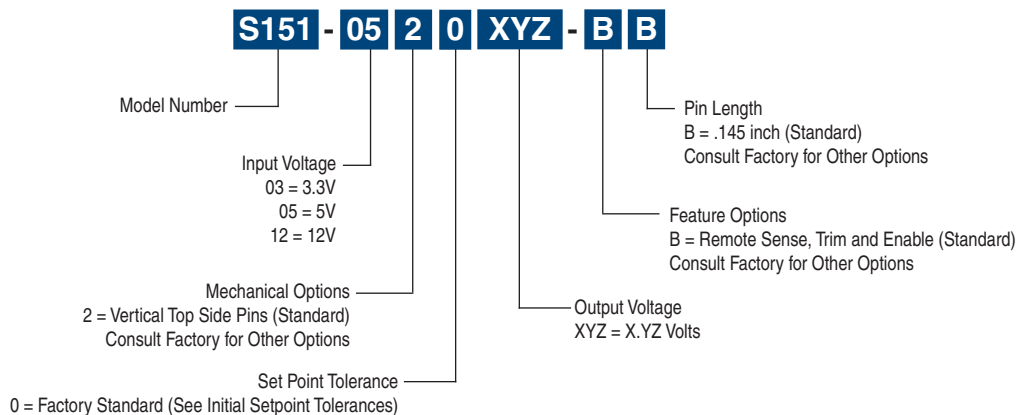 S151 - 05 2 0 XYZ - B B
Model Number
Input Voltage
03 = 3.3V
05 = 5V
12 = 12V
Mechanical Options
2 = Vertical Top Side Pins (Standard)
Consult Factory for Other Options
Set Point Tolerance
0 = Factory Standard (See Initial Setpoint Tolerances)
Output Voltage
XYZ = X.YZ Volts
Feature Options
B = Remote Sense, Trim and Enable (Standard)
Consult Factory for Other Options
Pin Length
B = .145 inch (Standard)
Consult Factory for Other Options